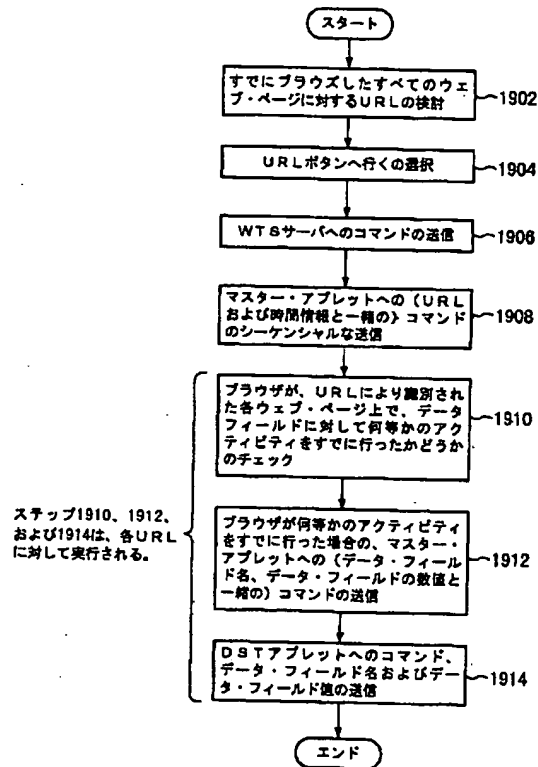 スタート
すでにブラウズしたすべてのウェ
ブ・ページに対するURLの検討
1902
URLボタンへ行くの選択
1904
WTSサーバへのコマンドの送信
1906
マスター・アプレットへの（URL
および時間情報と一緒の）コマンド
のシーケンシャルな送信
1908
ブラウザが、URLにより識別され
た各ウェブ・ページ上で、データ
フィールドに対して何等かのアク
ティビティをすでに行ったかどうか
のチェック
1910
ステップ1910、1912、
および1914は、各URL
に対して実行される。
ブラウザが何等かのアクティビティ
をすでに行った場合の、マスター・
アプレットへの（データ・フィー
ルド名、データ・フィールドの数値と
一緒の）コマンドの送信
1912
DSTアプレットへのコマンド、
データ・フィールド名およびデー
タ・フィールド値の送信
1914
エンド